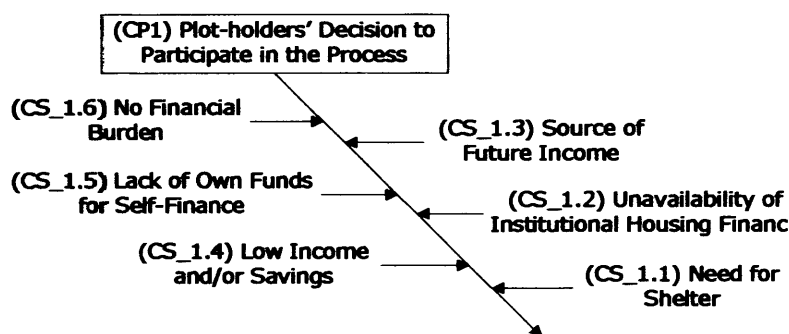 (CP1) Plot-holders' Decision to
Participate in the Process
(CS_1.6) No Financial
Burden
(CS_1.3) Source of
Future Income
(CS_1.5) Lack of Own Funds
for Self-Finance
(CS_1.2) Unavailability of
Institutional Housing Financ
(CS_1.4) Low Income
and/or Savings
(CS_1.1) Need for
Shelter